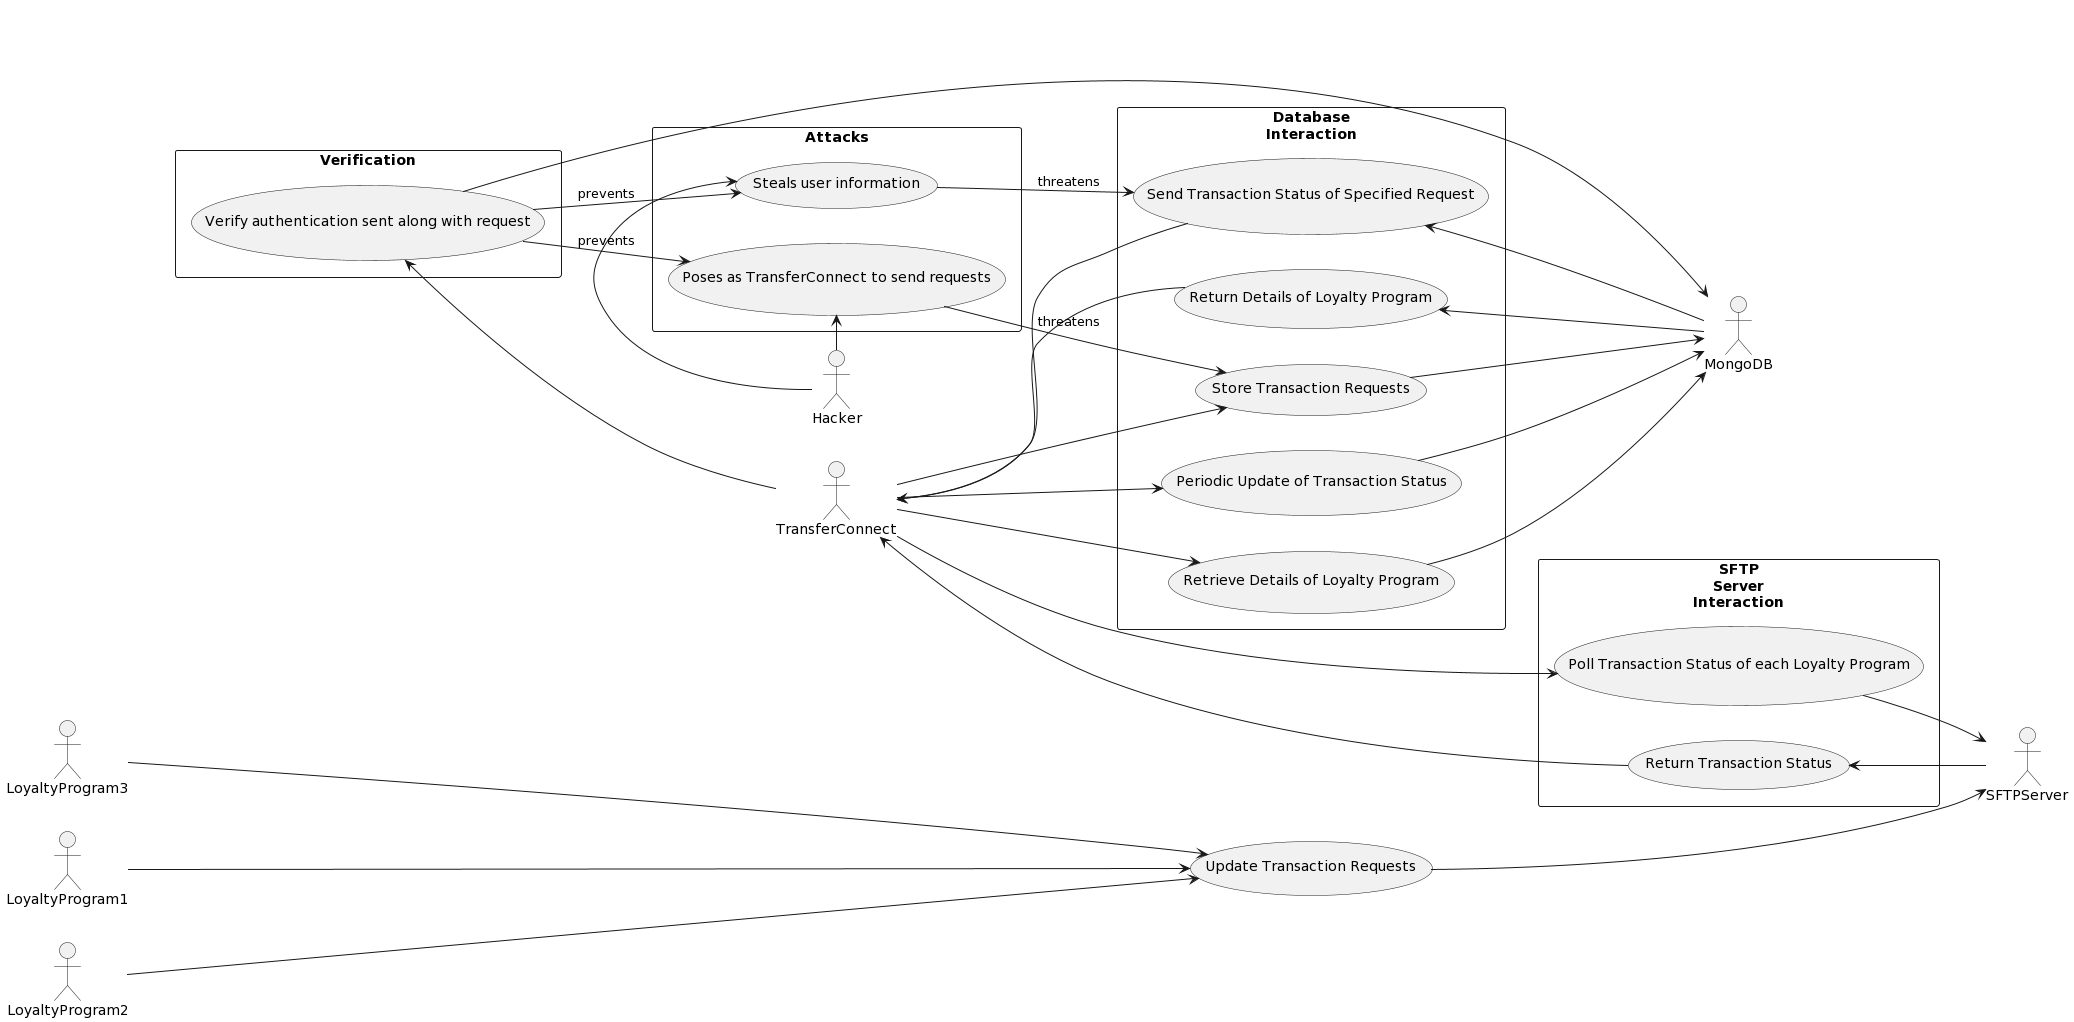 Verification
Verify authentication sent along with request
prevents
prevents
Attacks
Steals user information
Poses as TransferConnect to send requests
Hacker
TransferConnect
threatens
threatens
Database
Interaction
Send Transaction Status of Specified Request
Return Details of Loyalty Program
Store Transaction Requests
Periodic Update of Transaction Status
Retrieve Details of Loyalty Program
MongoDB
SFTP
Server
Interaction
Poll Transaction Status of each Loyalty Program
Return Transaction Status
SFTPServer
LoyaltyProgram3
LoyaltyProgram1
LoyaltyProgram2
Update Transaction Requests